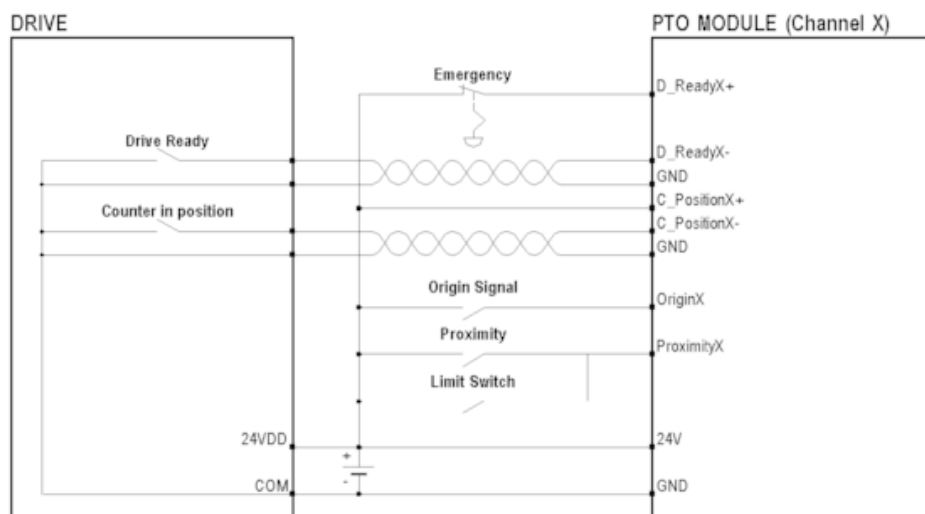 DRIVE
PTO MODULE (Channel X)
Emergency
D_ReadyX+
Drive Ready
D_ReadyX-
GND
C_PositionX+
Counter in position
C_PositionX-
GND
Origin Signal
OriginX
Proximity
ProximityX
Limit Switch
24VDD
24V
+
-
COM
GND